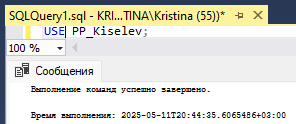 SQLQuery1.sql - KRI...TINA\Kristina (55))*
USE PP_Kiselev;
100 %
Сообщения
Выполнение команд успешно завершено.
Время выполнения: 2025-05-11T20:44:35.6065486+03:00